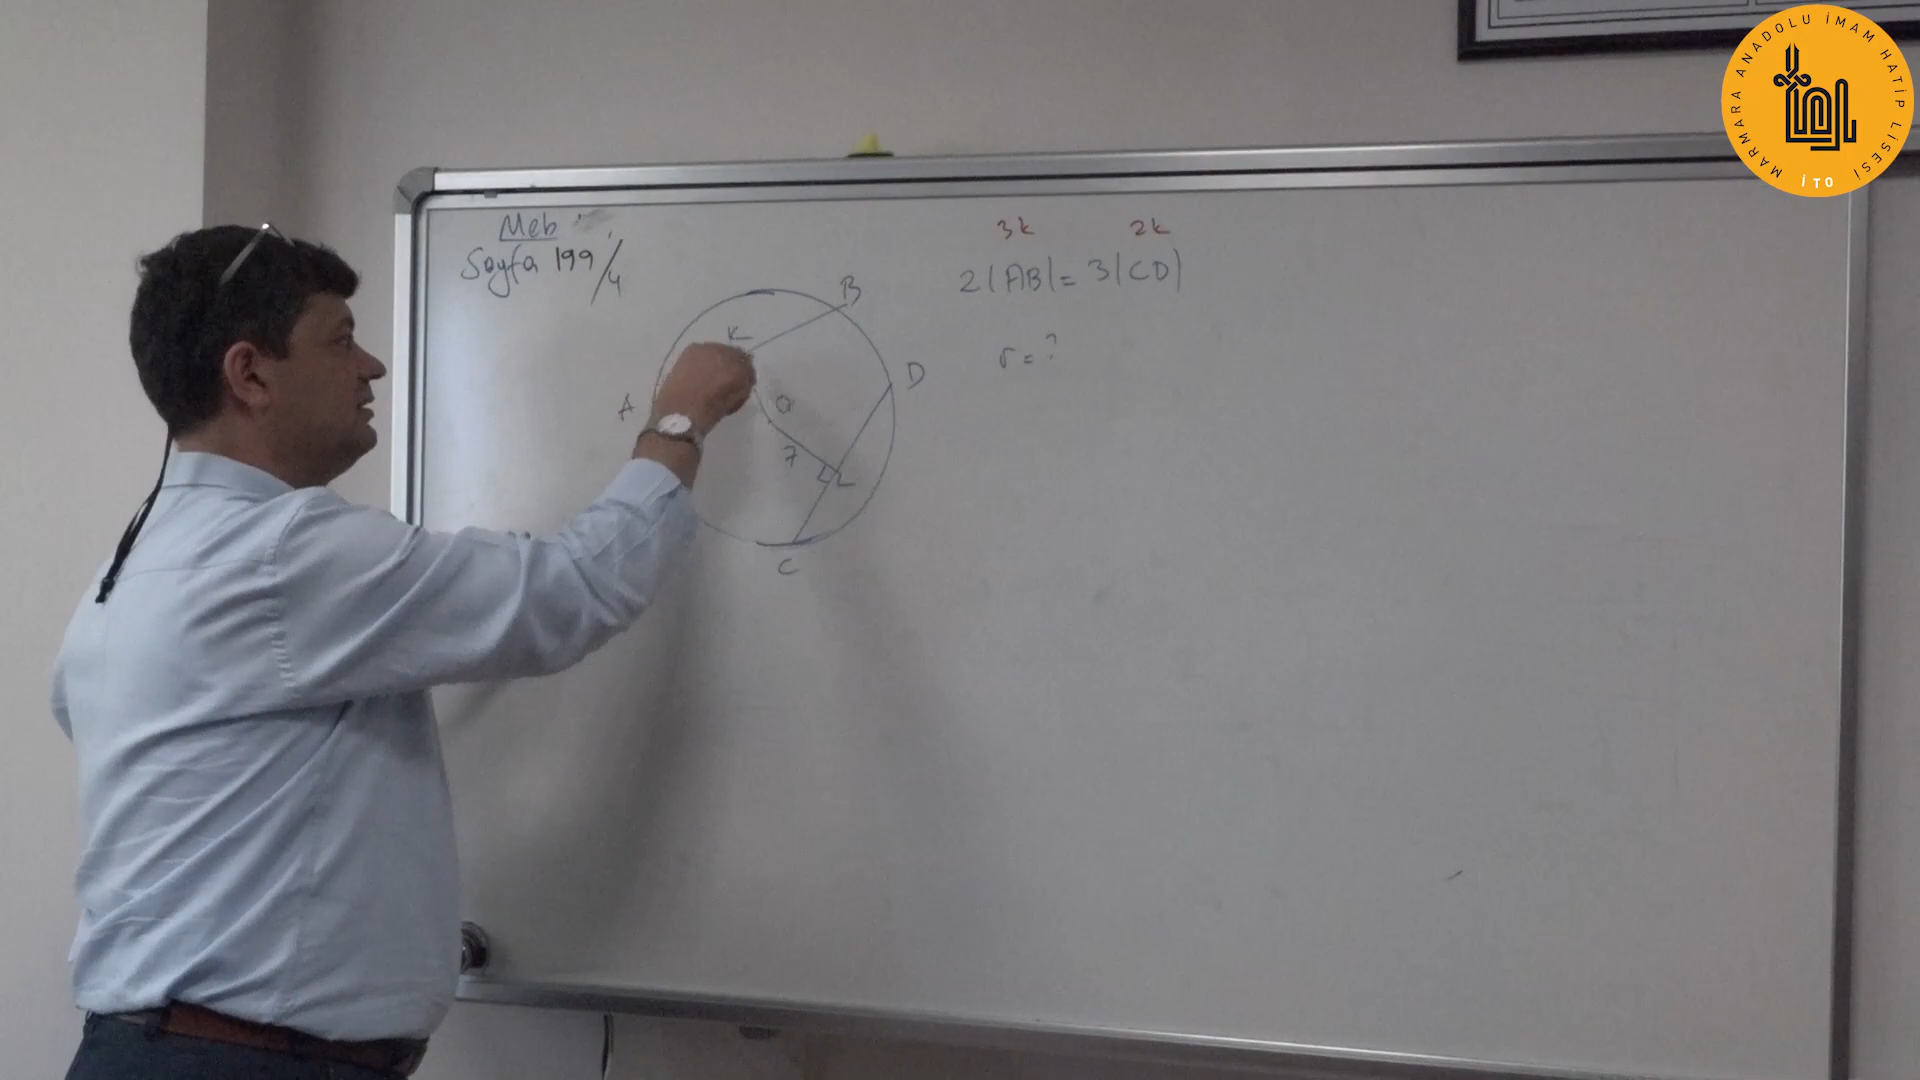 Meb
Sayfa 199/4
3k 2k
2|AB|= 3|CD|
r = ?
B
K
D
A
O
7
L
C
MARMARA ANADOLU İMAM HATİP LİSESİ
İTO